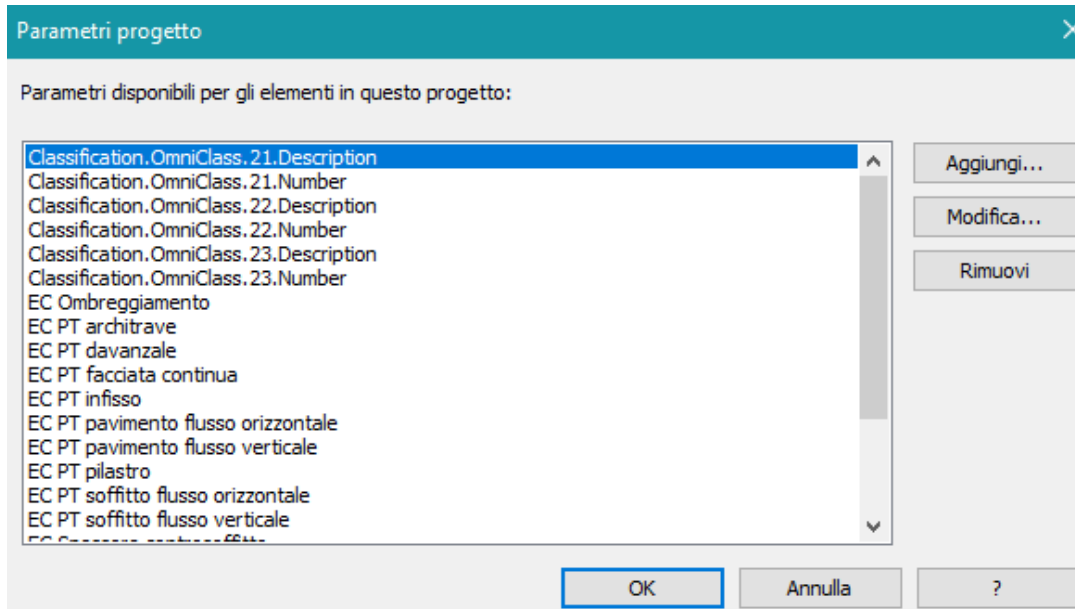 Parametri progetto
Parametri disponibili per gli elementi in questo progetto:
Classification.OmniClass.21.Description
Classification.OmniClass.21.Number
Classification.OmniClass.22.Description
Classification.OmniClass.22.Number
Classification.OmniClass.23.Description
Classification.OmniClass.23.Number
EC Ombreggiamento
EC PT architrave
EC PT davanzale
EC PT facciata continua
EC PT infisso
EC PT pavimento flusso orizzontale
EC PT pavimento flusso verticale
EC PT pilastro
EC PT soffitto flusso orizzontale
EC PT soffitto flusso verticale
EC Spessore controsoffitto
Aggiungi...
Modifica...
Rimuovi
OK
Annulla
?